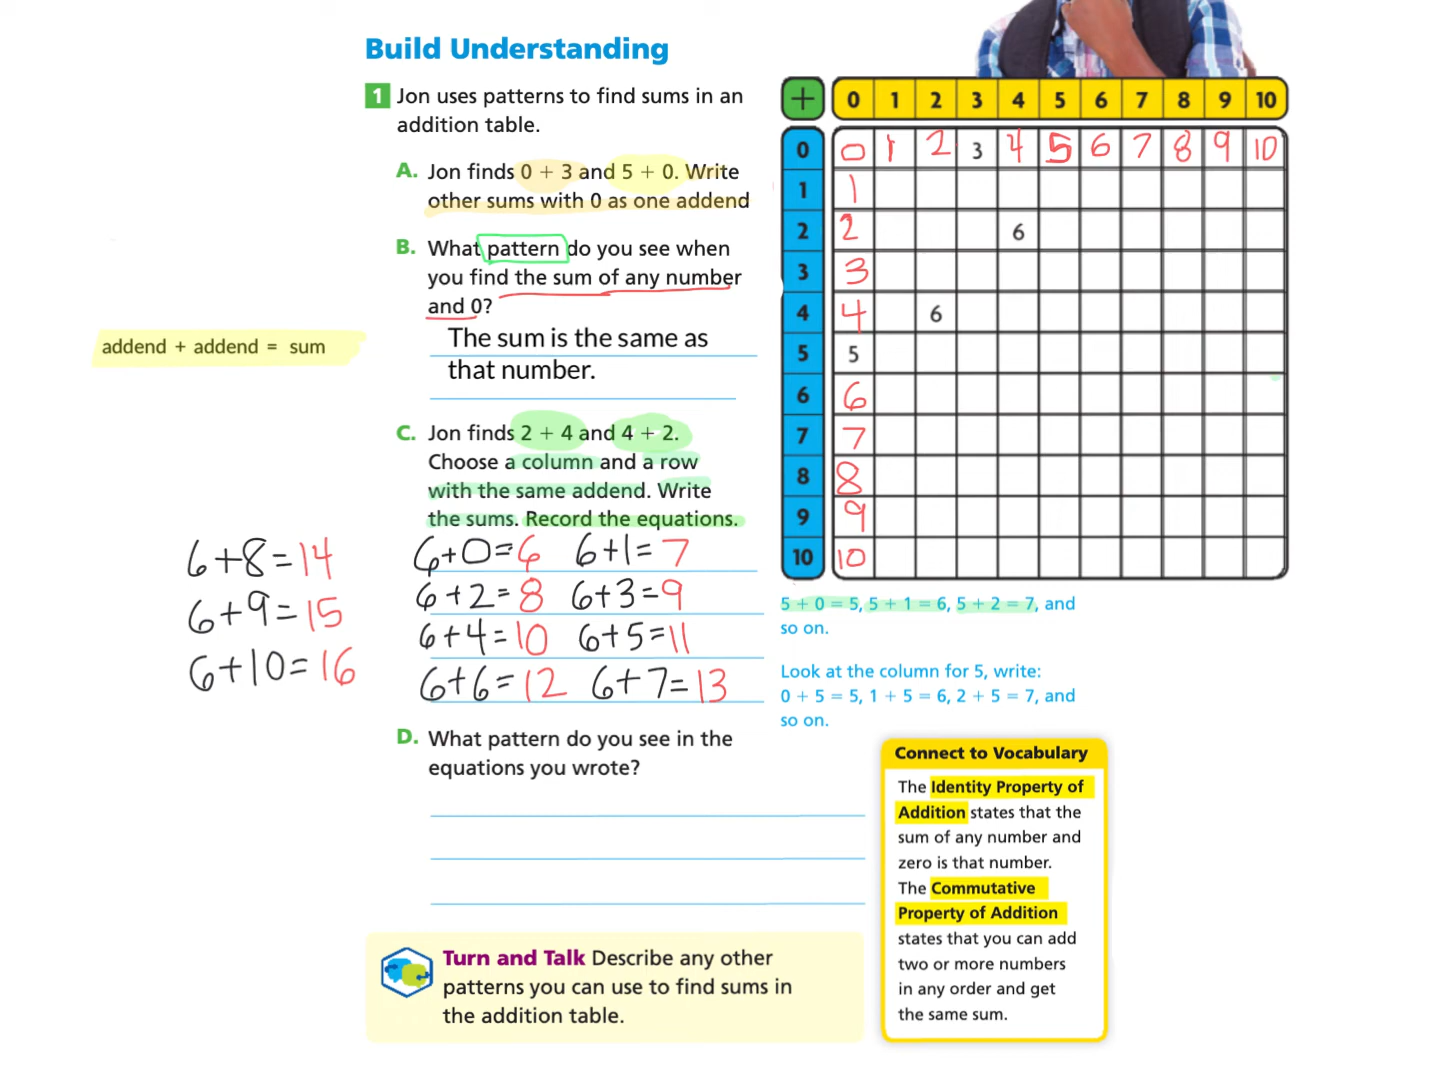 Build Understanding
1 Jon uses patterns to find sums in an
addition table.
A. Jon finds 0 + 3 and 5 + 0. Write
other sums with 0 as one addend
B. What pattern do you see when
you find the sum of any number
and 0?
The sum is the same as
that number.
addend + addend = sum
C. Jon finds 2 + 4 and 4 + 2.
Choose a column and a row
with the same addend. Write
the sums. Record the equations.
6+0=6 6+1=7
6+2=8 6+3=9
6+4=10 6+5=11
6+6=12 6+7=13
6+8=14
6+9=15
6+10=16
D. What pattern do you see in the
equations you wrote?
Turn and Talk Describe any other
patterns you can use to find sums in
the addition table.
+ 0 1 2 3 4 5 6 7 8 9 10
0 0 1 2 3 4 5 6 7 8 9 10
1 1
2 2 6
3 3
4 4 6
5 5
6 6
7 7
8 8
9 9
10 10
5 + 0 = 5, 5 + 1 = 6, 5 + 2 = 7, and
so on.
Look at the column for 5, write:
0 + 5 = 5, 1 + 5 = 6, 2 + 5 = 7, and
so on.
Connect to Vocabulary
The Identity Property of
Addition states that the
sum of any number and
zero is that number.
The Commutative
Property of Addition
states that you can add
two or more numbers
in any order and get
the same sum.